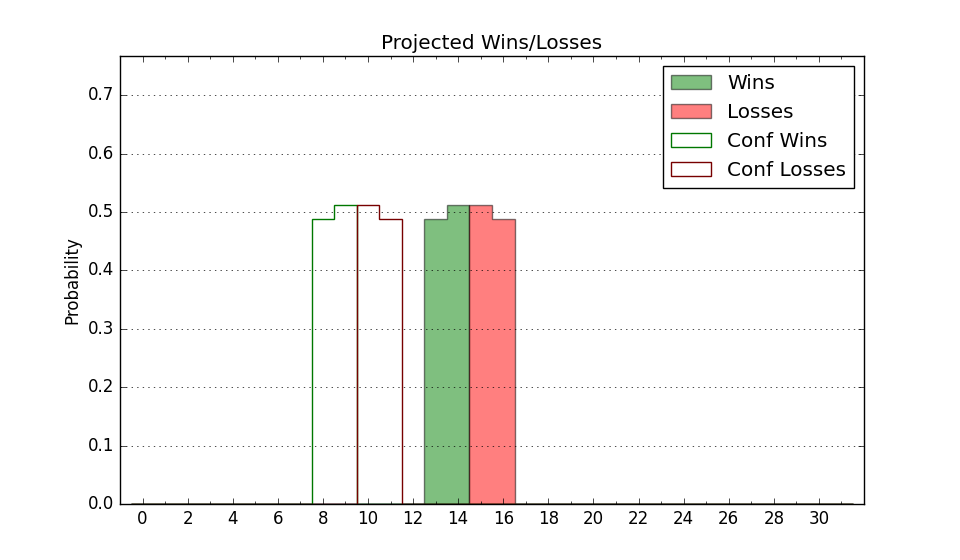 Projected Wins/Losses
Wins
Losses
Conf Wins
Conf Losses
Probability
0.7
0.6
0.5
0.4
0.3
0.2
0.1
0.0
0 2 4 6 8 10 12 14 16 18 20 22 24 26 28 30